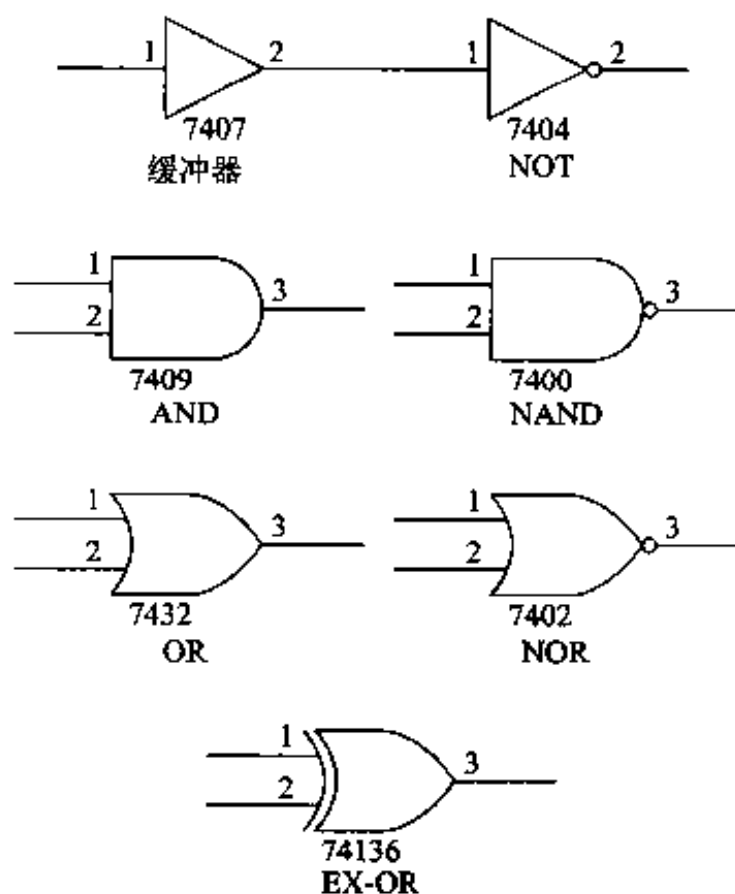 1 2 1 2
7407 7404
缓冲器 NOT
1 3 1 3
2 2
7409 7400
AND NAND
1 3 1 3
2 2
7432 7402
OR NOR
1 3
2
74136
EX-OR